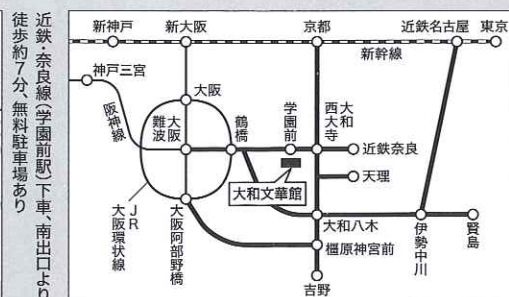 近鉄・奈良線(学園前駅)下車、南出口より
徒歩約7分、無料駐車場あり
新神戸
新大阪
京都
近鉄名古屋
東京
新幹線
神戸三宮
阪神線
大阪
大阪難波
鶴橋
学園前
大和西大寺
近鉄奈良
天理
大和文華館
JR大阪環状線
大阪阿部野橋
大和八木
橿原神宮前
吉野
伊勢中川
賢島